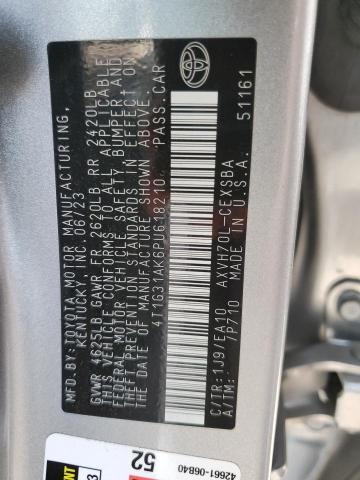 MFD.BY:TOYOTA MOTOR MANUFACTURING,
KENTUCKY, INC. 06/23
GVWR 4625LB GAWR FR 2620LB RR 2420LB
THIS VEHICLE CONFORMS TO ALL APPLICABLE
FEDERAL MOTOR VEHICLE SAFETY, BUMPER AND
THEFT PREVENTION STANDARDS IN EFFECT ON
THE DATE OF MANUFACTURE SHOWN ABOVE.
4T1G31AK6PU618210 PASS.CAR
C/TR:1J9/EA10 AXVH70L-CEXSBA
A/TM: /P710 MADE IN U.S.A.
51161
52
42661-06B40